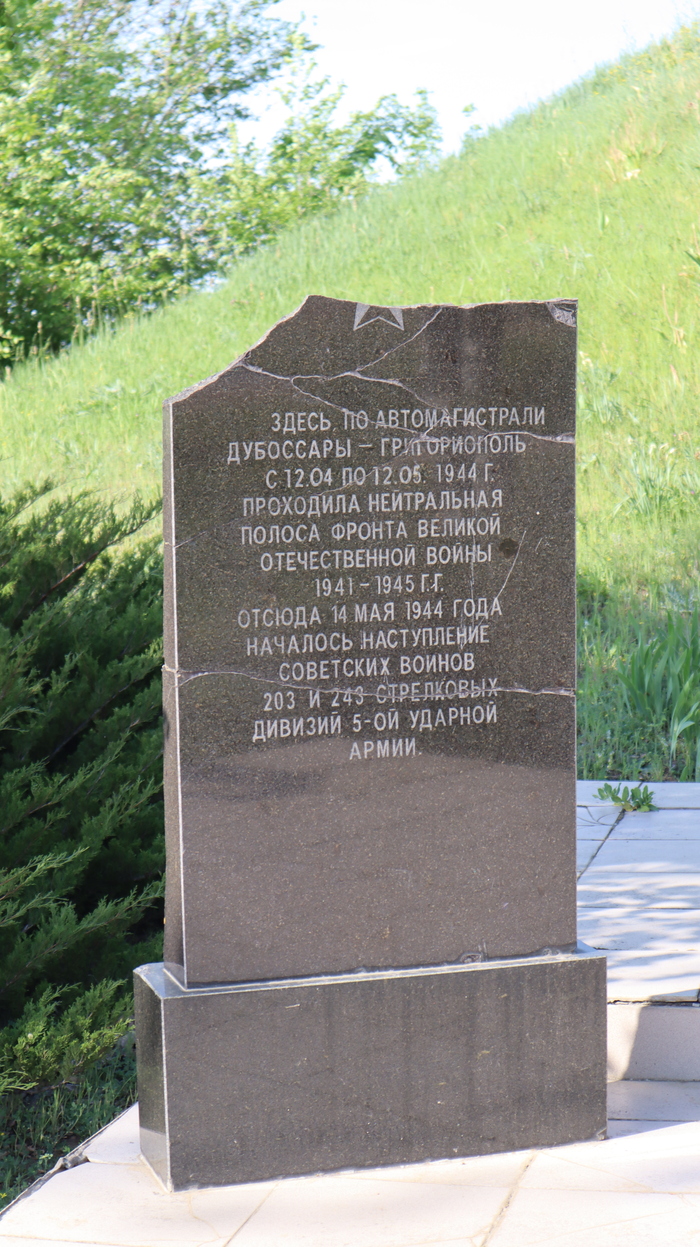 ЗДЕСЬ ПО АВТОМАГИСТРАЛИ
ДУБОССАРЫ – ГРИГОРИОПОЛЬ
С 12.04 ПО 12.05. 1944 Г.
ПРОХОДИЛА НЕЙТРАЛЬНАЯ
ПОЛОСА ФРОНТА ВЕЛИКОЙ
ОТЕЧЕСТВЕННОЙ ВОЙНЫ
1941 – 1945 Г.Г.
ОТСЮДА 14 МАЯ 1944 ГОДА
НАЧАЛОСЬ НАСТУПЛЕНИЕ
СОВЕТСКИХ ВОИНОВ
203 И 243 СТРЕЛКОВЫХ
ДИВИЗИЙ 5-ОЙ УДАРНОЙ
АРМИИ.